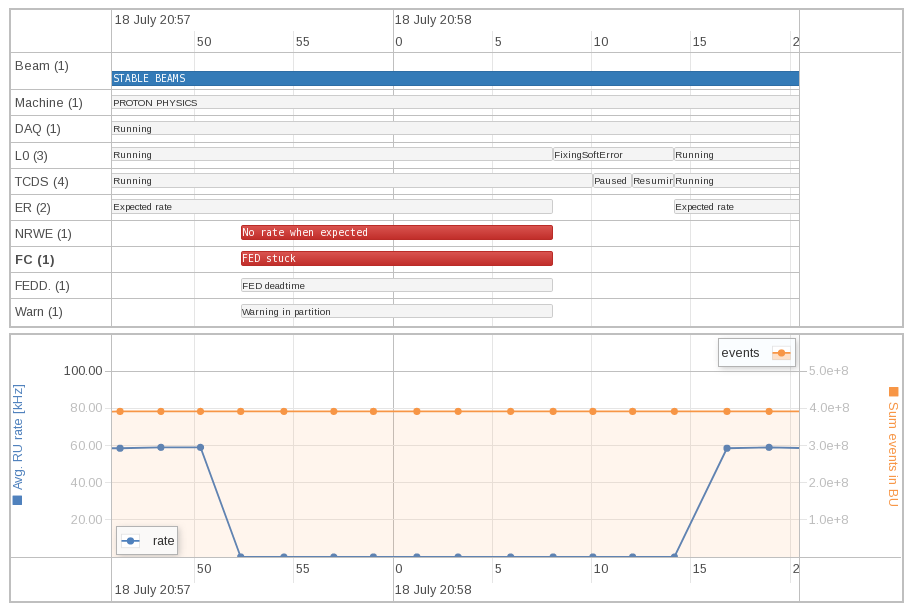 18 July 20:57 18 July 20:58
50 55 0 5 10 15 2
Beam (1)
STABLE BEAMS
Machine (1) PROTON PHYSICS
DAQ (1) Running
L0 (3) Running FixingSoftError Running
TCDS (4) Running Paused Resumir Running
ER (2) Expected rate Expected rate
NRWE (1) No rate when expected
FC (1) FED stuck
FEDD. (1) FED deadtime
Warn (1) Warning in partition
events
100.00 5.0e+8
80.00 4.0e+8
60.00 3.0e+8
40.00 2.0e+8
20.00 1.0e+8
Avg. RU rate [kHz]
Sum events in BU
rate
50 55 0 5 10 15 2
18 July 20:57 18 July 20:58